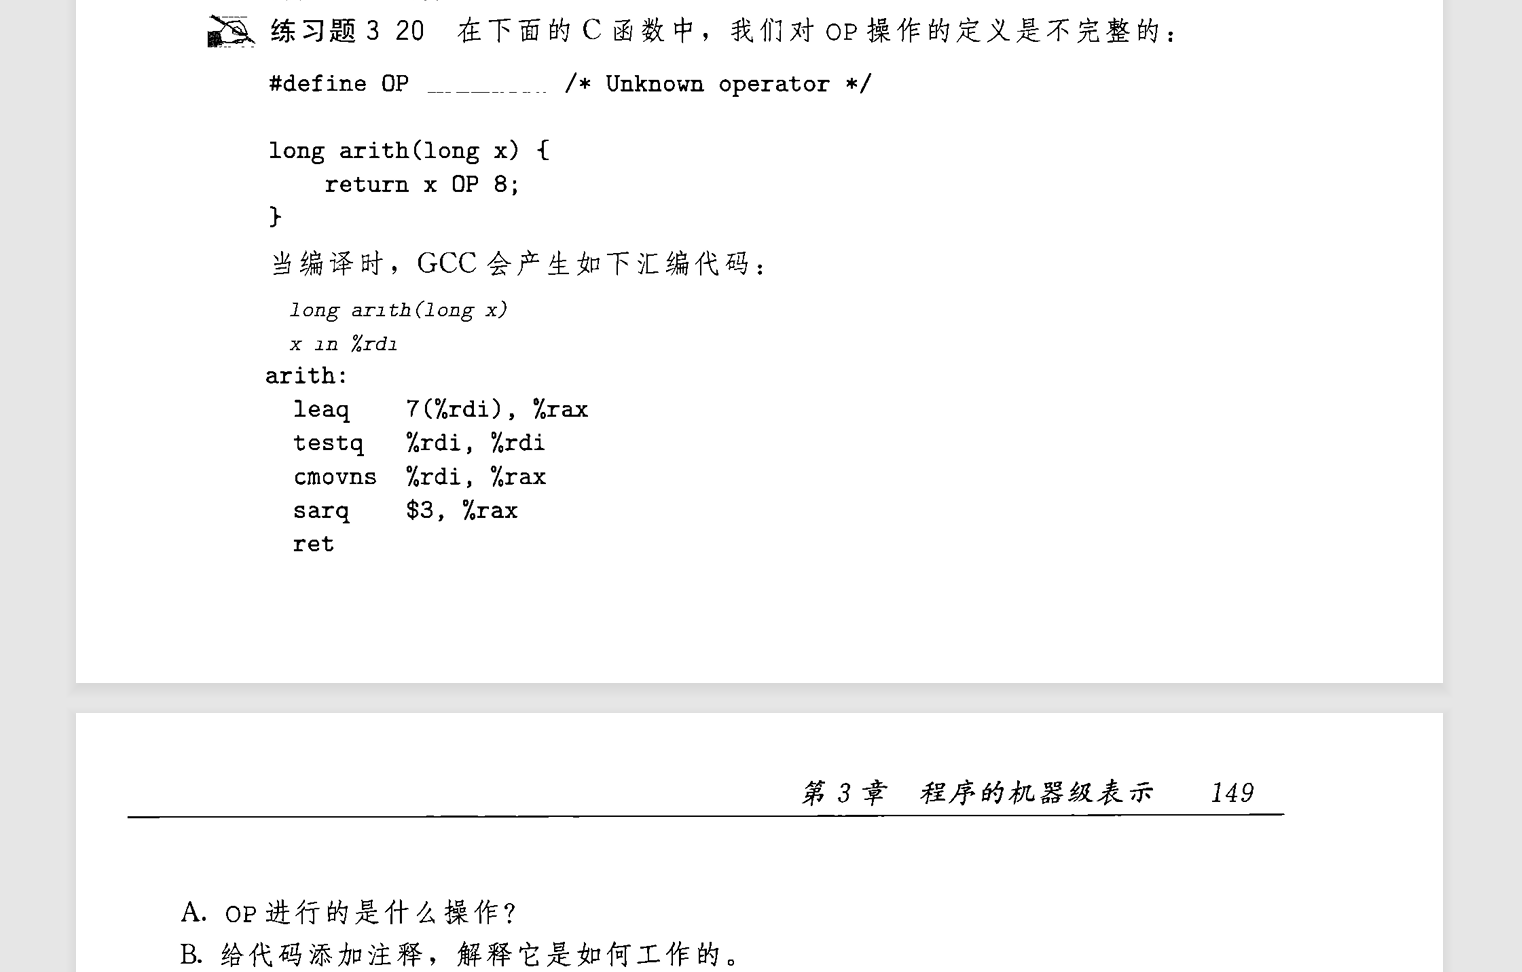 练习题 3 20 在下面的 C 函数中，我们对 OP 操作的定义是不完整的：
#define OP __________ /* Unknown operator */
long arith(long x) {
return x OP 8;
}
当编译时，GCC 会产生如下汇编代码：
long arıth(long x)
x ın %rdı
arith:
leaq 7(%rdi), %rax
testq %rdi, %rdi
cmovns %rdi, %rax
sarq $3, %rax
ret
第 3 章 程序的机器级表示 149
A. OP 进行的是什么操作？
B. 给代码添加注释，解释它是如何工作的。